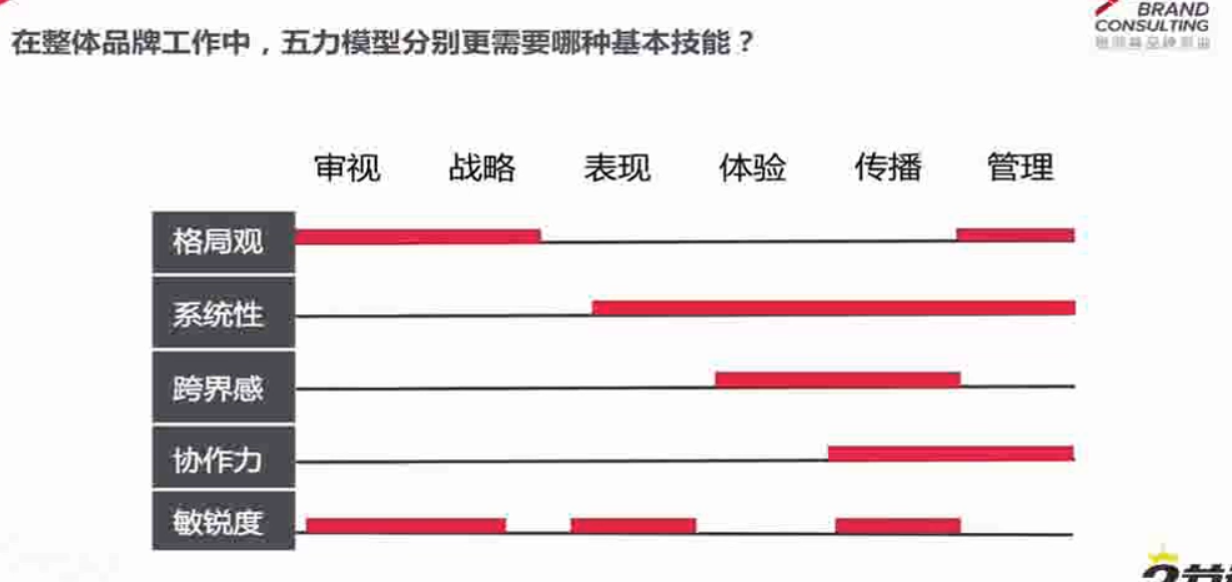 BRAND
CONSULTING
在整体品牌工作中，五力模型分别更需要哪种基本技能？
审视 战略 表现 体验 传播 管理
格局观
系统性
跨界感
协作力
敏锐度